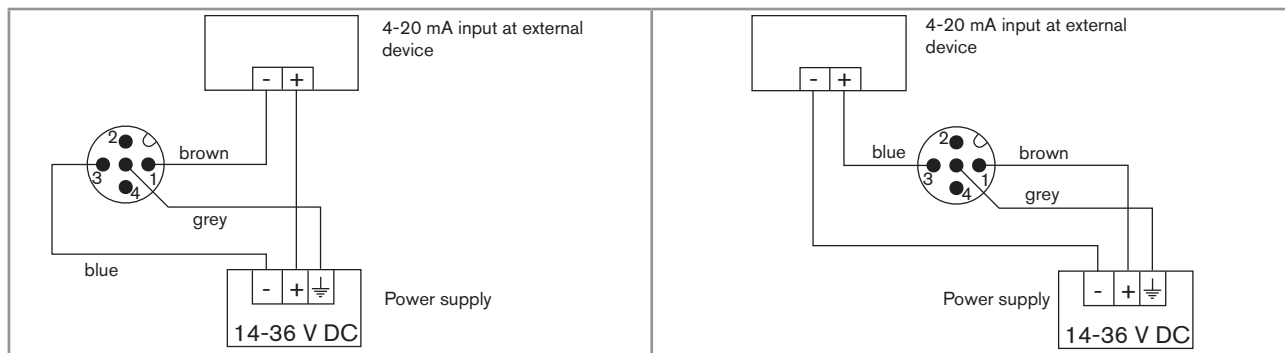 4-20 mA input at external
device
- +
2
brown
3
1
4
grey
blue
- +
Power supply
14-36 V DC
4-20 mA input at external
device
- +
2
blue
brown
3
1
4
grey
- +
Power supply
14-36 V DC